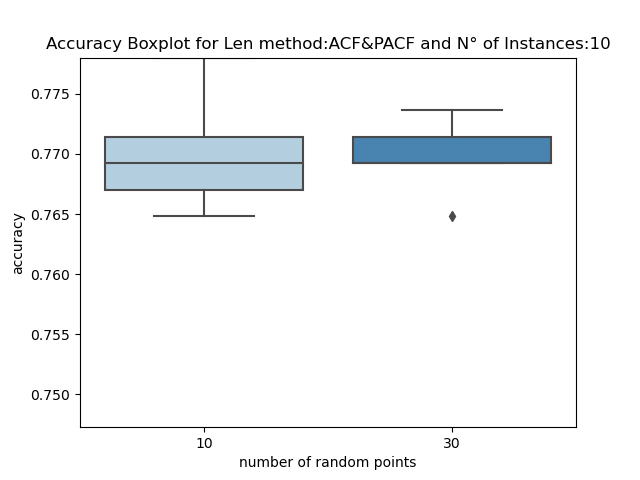 Accuracy Boxplot for Len method:ACF&PACF and N° of Instances:10
0.775
0.770
0.765
0.760
0.755
0.750
accuracy
10 30
number of random points